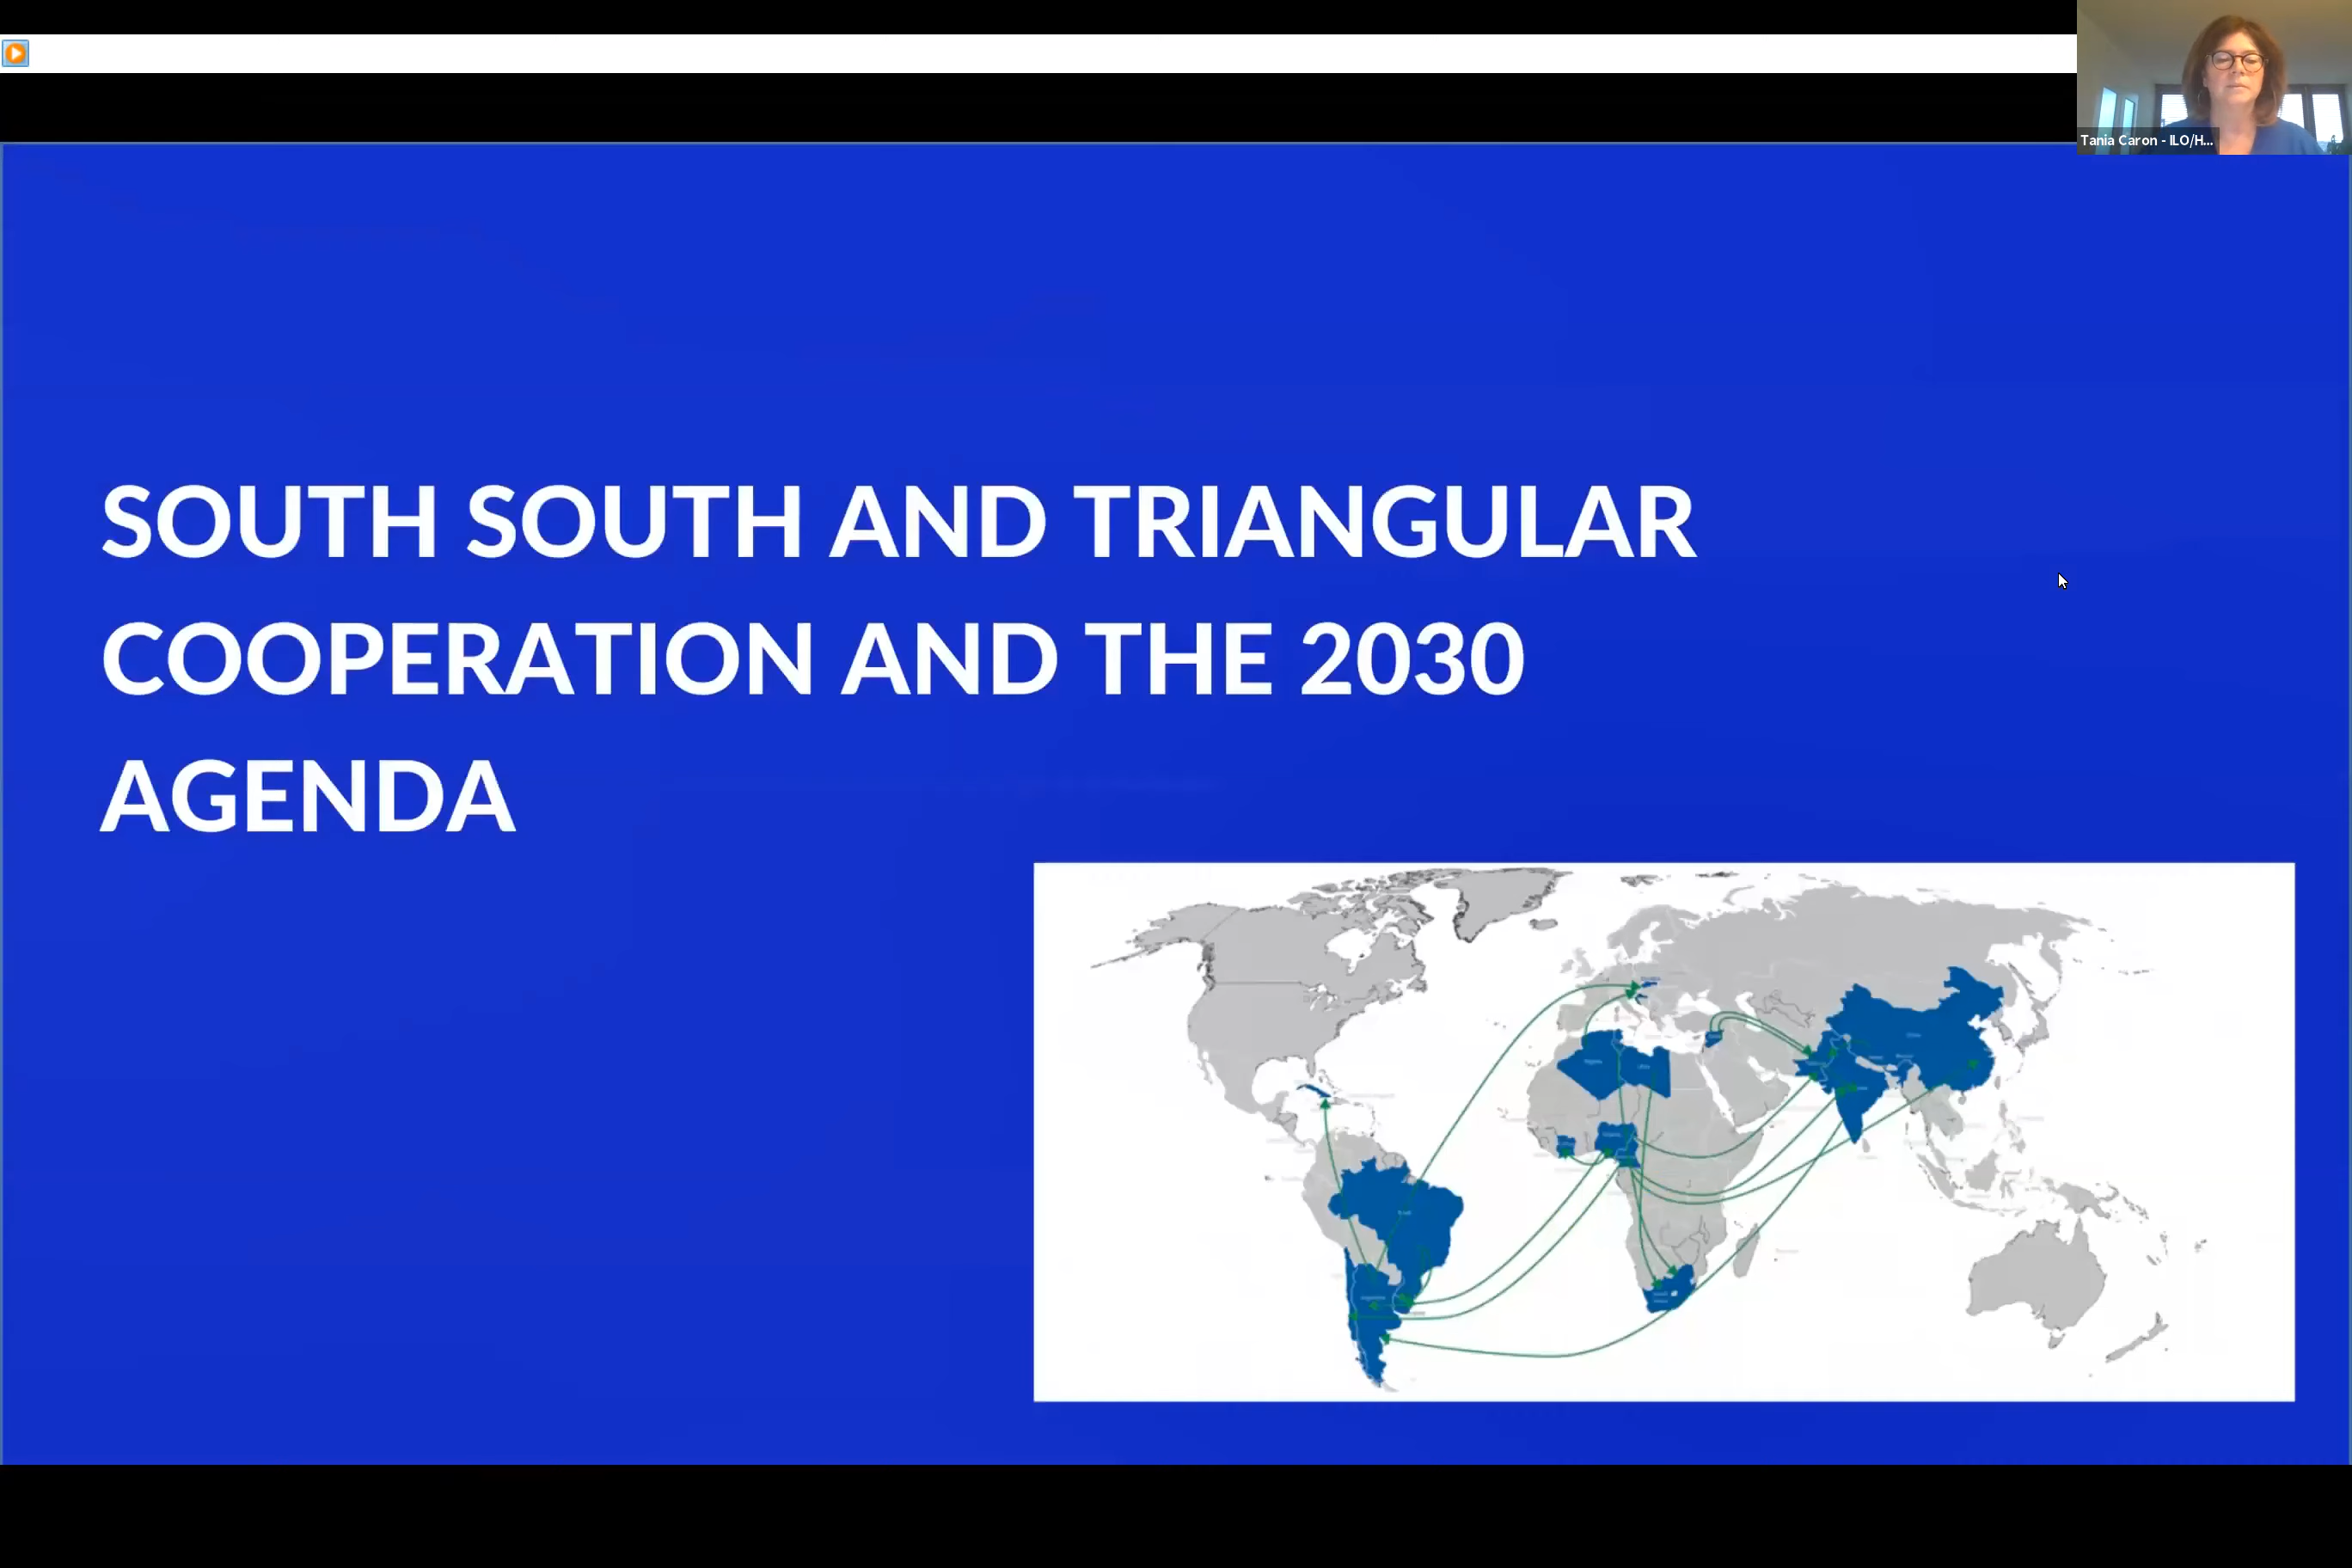 Tania Caron - ILO/H...
SOUTH SOUTH AND TRIANGULAR
COOPERATION AND THE 2030
AGENDA